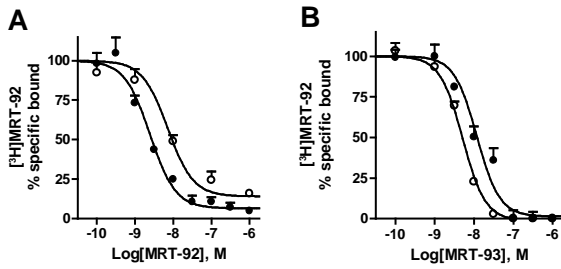 A
[³H]MRT-92
% specific bound
100
75
50
25
0
-10 -9 -8 -7 -6
Log[MRT-92], M
B
[³H]MRT-92
% specific bound
100
75
50
25
0
-10 -9 -8 -7 -6
Log[MRT-93], M